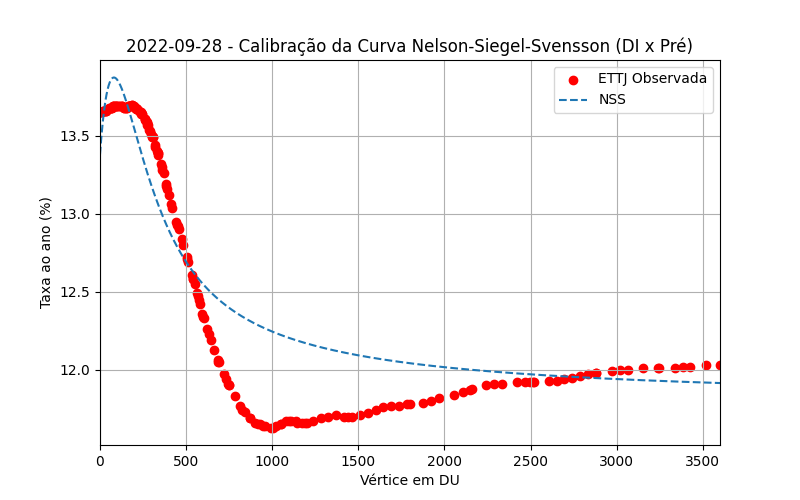 2022-09-28 - Calibração da Curva Nelson-Siegel-Svensson (DI x Pré)
ETTJ Observada
NSS
13.5
13.0
12.5
12.0
Taxa ao ano (%)
0 500 1000 1500 2000 2500 3000 3500
Vértice em DU